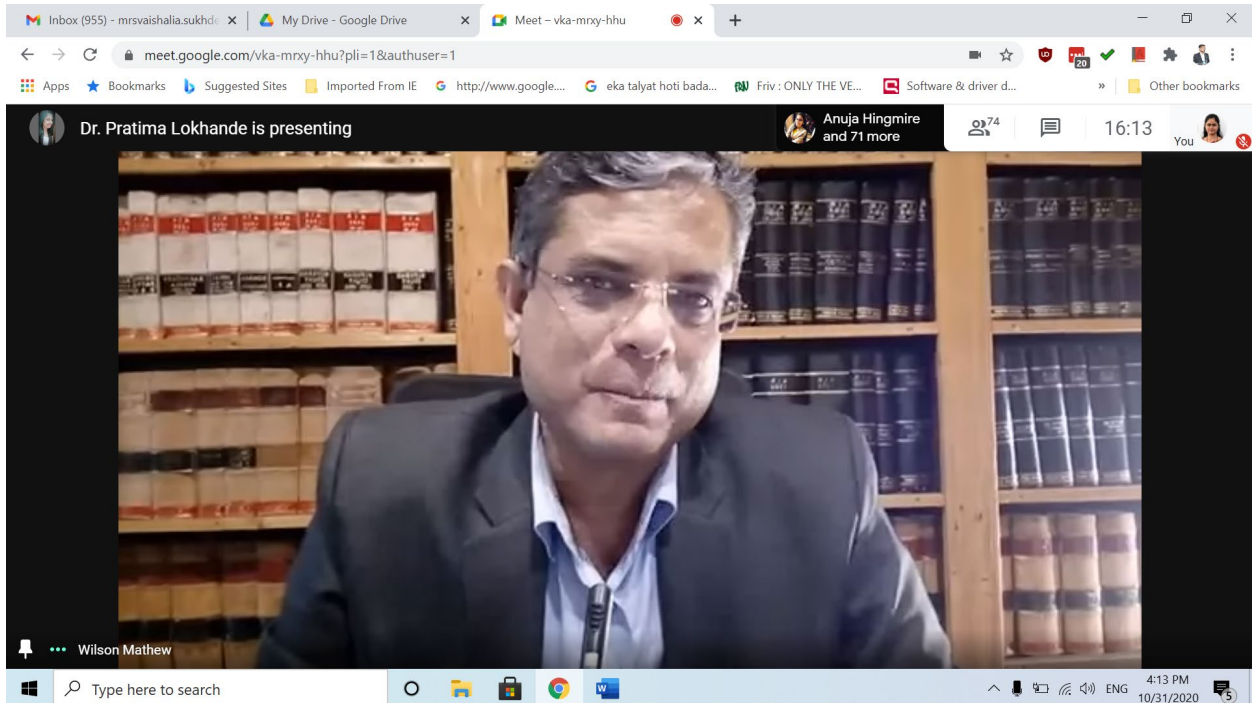 Inbox (955) - mrsvaishalia.sukhde
My Drive - Google Drive
Meet – vka-mrxy-hhu
meet.google.com/vka-mrxy-hhu?pli=1&authuser=1
20
Apps
Bookmarks
Suggested Sites
Imported From IE
http://www.google....
eka talyat hoti bada...
Friv : ONLY THE VE...
Software & driver d...
»
Other bookmarks
Dr. Pratima Lokhande is presenting
Anuja Hingmire
and 71 more
74
16:13
You
Wilson Mathew
Type here to search
ENG
4:13 PM
10/31/2020
5